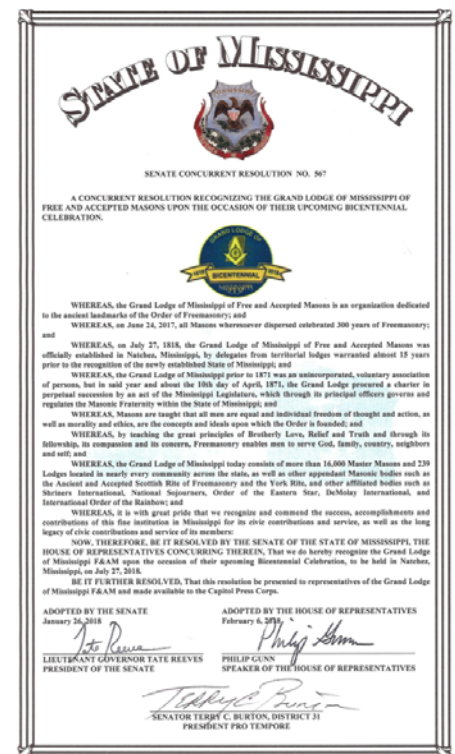 STATE OF MISSISSIPPI
SENATE CONCURRENT RESOLUTION NO. 567
A CONCURRENT RESOLUTION RECOGNIZING THE GRAND LODGE OF MISSISSIPPI OF
FREE AND ACCEPTED MASONS UPON THE OCCASION OF THEIR UPCOMING BICENTENNIAL
CELEBRATION.
GRAND LODGE OF
1818 BICENTENNIAL 2018
MISSISSIPPI
WHEREAS, the Grand Lodge of Mississippi of Free and Accepted Masons is an organization dedicated
to the ancient landmarks of the Order of Freemasonry; and
WHEREAS, on June 24, 2017, all Masons wheresoever dispersed celebrated 300 years of Freemasonry;
and
WHEREAS, on July 27, 1818, the Grand Lodge of Mississippi of Free and Accepted Masons was
officially established in Natchez, Mississippi, by delegates from territorial lodges warranted almost 15 years
prior to the recognition of the newly established State of Mississippi; and
WHEREAS, the Grand Lodge of Mississippi prior to 1871 was an unincorporated, voluntary association
of persons, but in said year and about the 10th day of April, 1871, the Grand Lodge procured a charter in
perpetual succession by an act of the Mississippi Legislature, which through its principal officers governs and
regulates the Masonic Fraternity within the State of Mississippi; and
WHEREAS, Masons are taught that all men are equal and individual freedom of thought and action, as
well as morality and ethics, are the concepts and ideals upon which the Order is founded; and
WHEREAS, by teaching the great principles of Brotherly Love, Relief and Truth and through its
fellowship, its compassion and its concern, Freemasonry enables men to serve God, family, country, neighbors
and self; and
WHEREAS, the Grand Lodge of Mississippi today consists of more than 16,000 Master Masons and 239
Lodges located in nearly every community across the state, as well as other appendant Masonic bodies such as
the Ancient and Accepted Scottish Rite of Freemasonry and the York Rite, and other affiliated bodies such as
Shriners International, National Sojourners, Order of the Eastern Star, DeMolay International, and
International Order of the Rainbow; and
WHEREAS, it is with great pride that we recognize and commend the success, accomplishments and
contributions of this fine institution in Mississippi for its civic contributions and service, as well as the long
legacy of civic contributions and service of its members:
NOW, THEREFORE, BE IT RESOLVED BY THE SENATE OF THE STATE OF MISSISSIPPI, THE
HOUSE OF REPRESENTATIVES CONCURRING THEREIN, That we do hereby recognize the Grand Lodge
of Mississippi F&AM upon the occasion of their upcoming Bicentennial Celebration, to be held in Natchez,
Mississippi, on July 27, 2018.
BE IT FURTHER RESOLVED, That this resolution be presented to representatives of the Grand Lodge
of Mississippi F&AM and made available to the Capitol Press Corps.
ADOPTED BY THE SENATE
January 26, 2018
Tate Reeves
LIEUTENANT GOVERNOR TATE REEVES
PRESIDENT OF THE SENATE
ADOPTED BY THE HOUSE OF REPRESENTATIVES
February 6, 2018
Philip Gunn
PHILIP GUNN
SPEAKER OF THE HOUSE OF REPRESENTATIVES
Terry C Burton
SENATOR TERRY C. BURTON, DISTRICT 31
PRESIDENT PRO TEMPORE